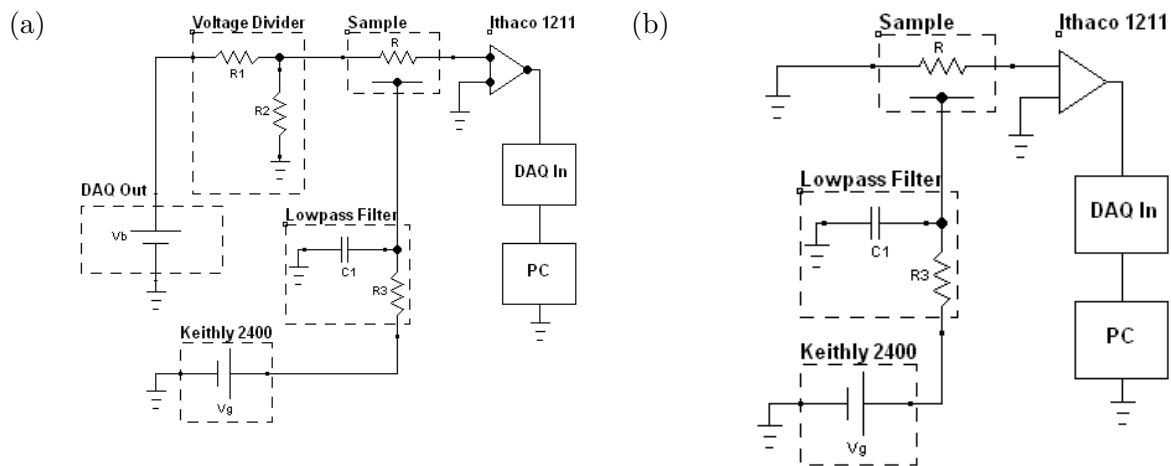 (a)
Voltage Divider
Sample
Ithaco 1211
R1
R
R2
DAQ Out
Vb
DAQ In
Lowpass Filter
C1
R3
PC
Keithly 2400
Vg
(b)
Sample
Ithaco 1211
R
Lowpass Filter
C1
R3
DAQ In
PC
Keithly 2400
Vg